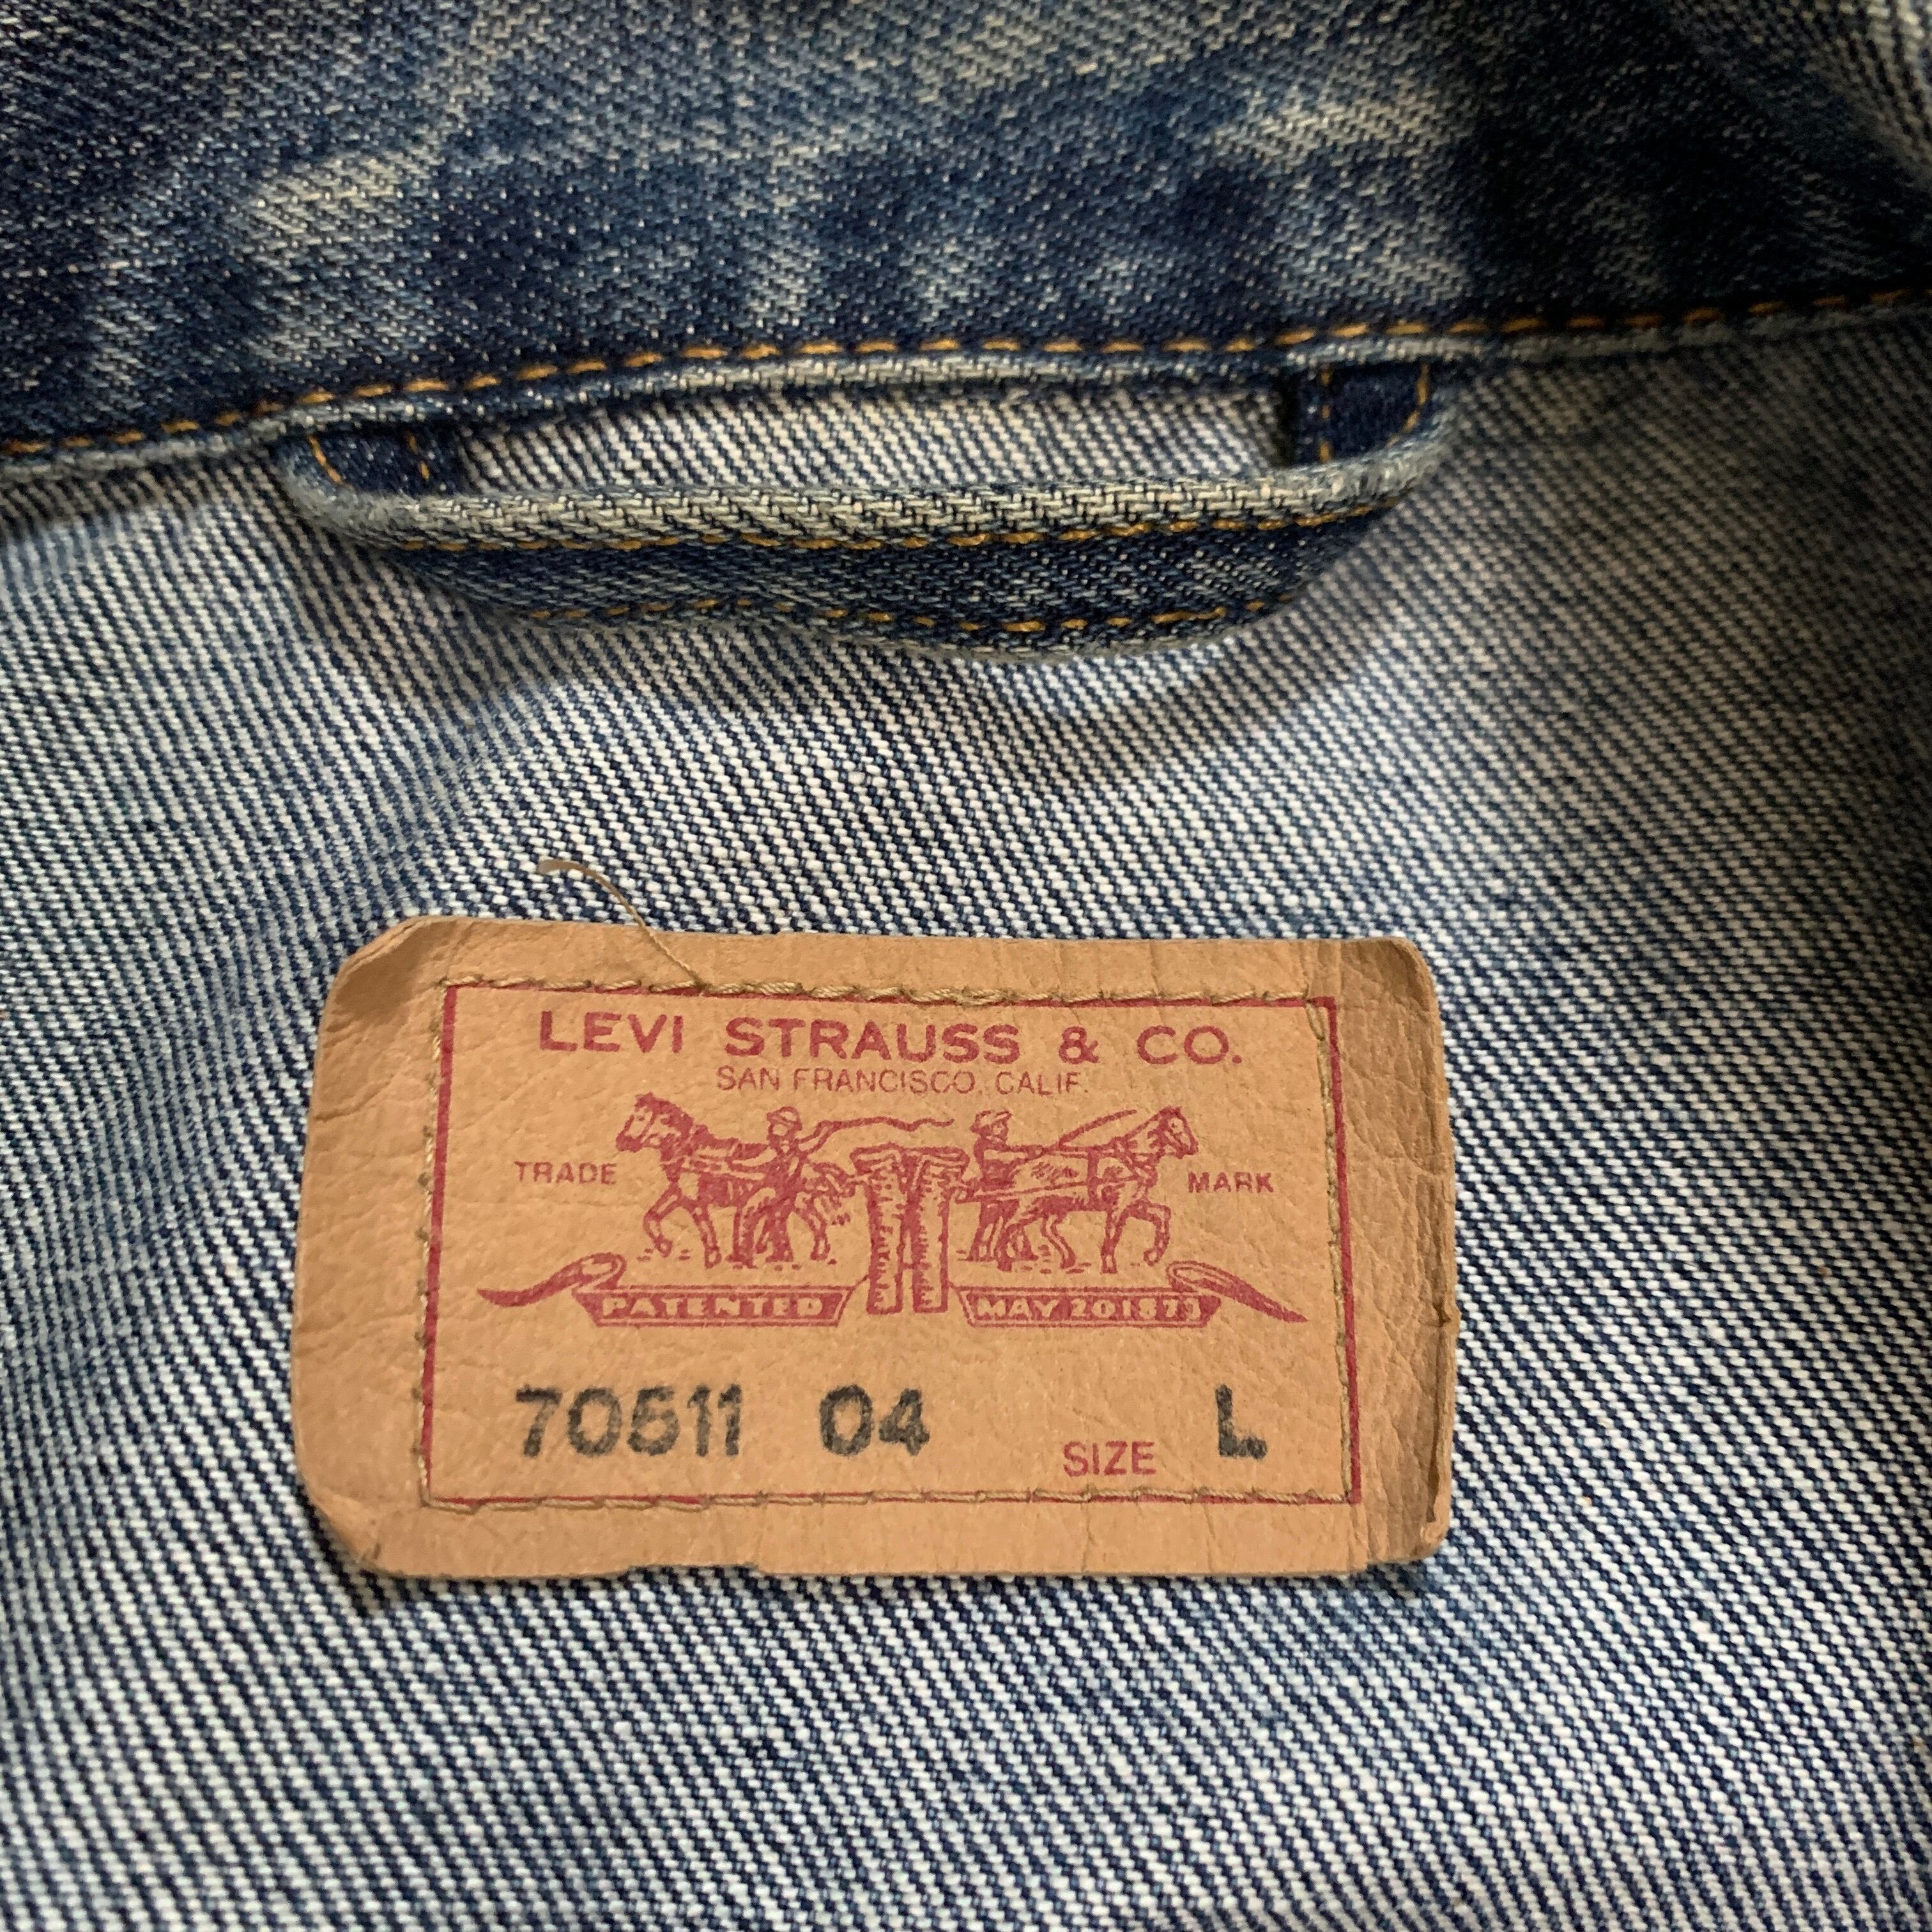 LEVI STRAUSS & CO.
SAN FRANCISCO, CALIF.
TRADE MARK
PATENTED MAY 20 1873
70511 04 SIZE L